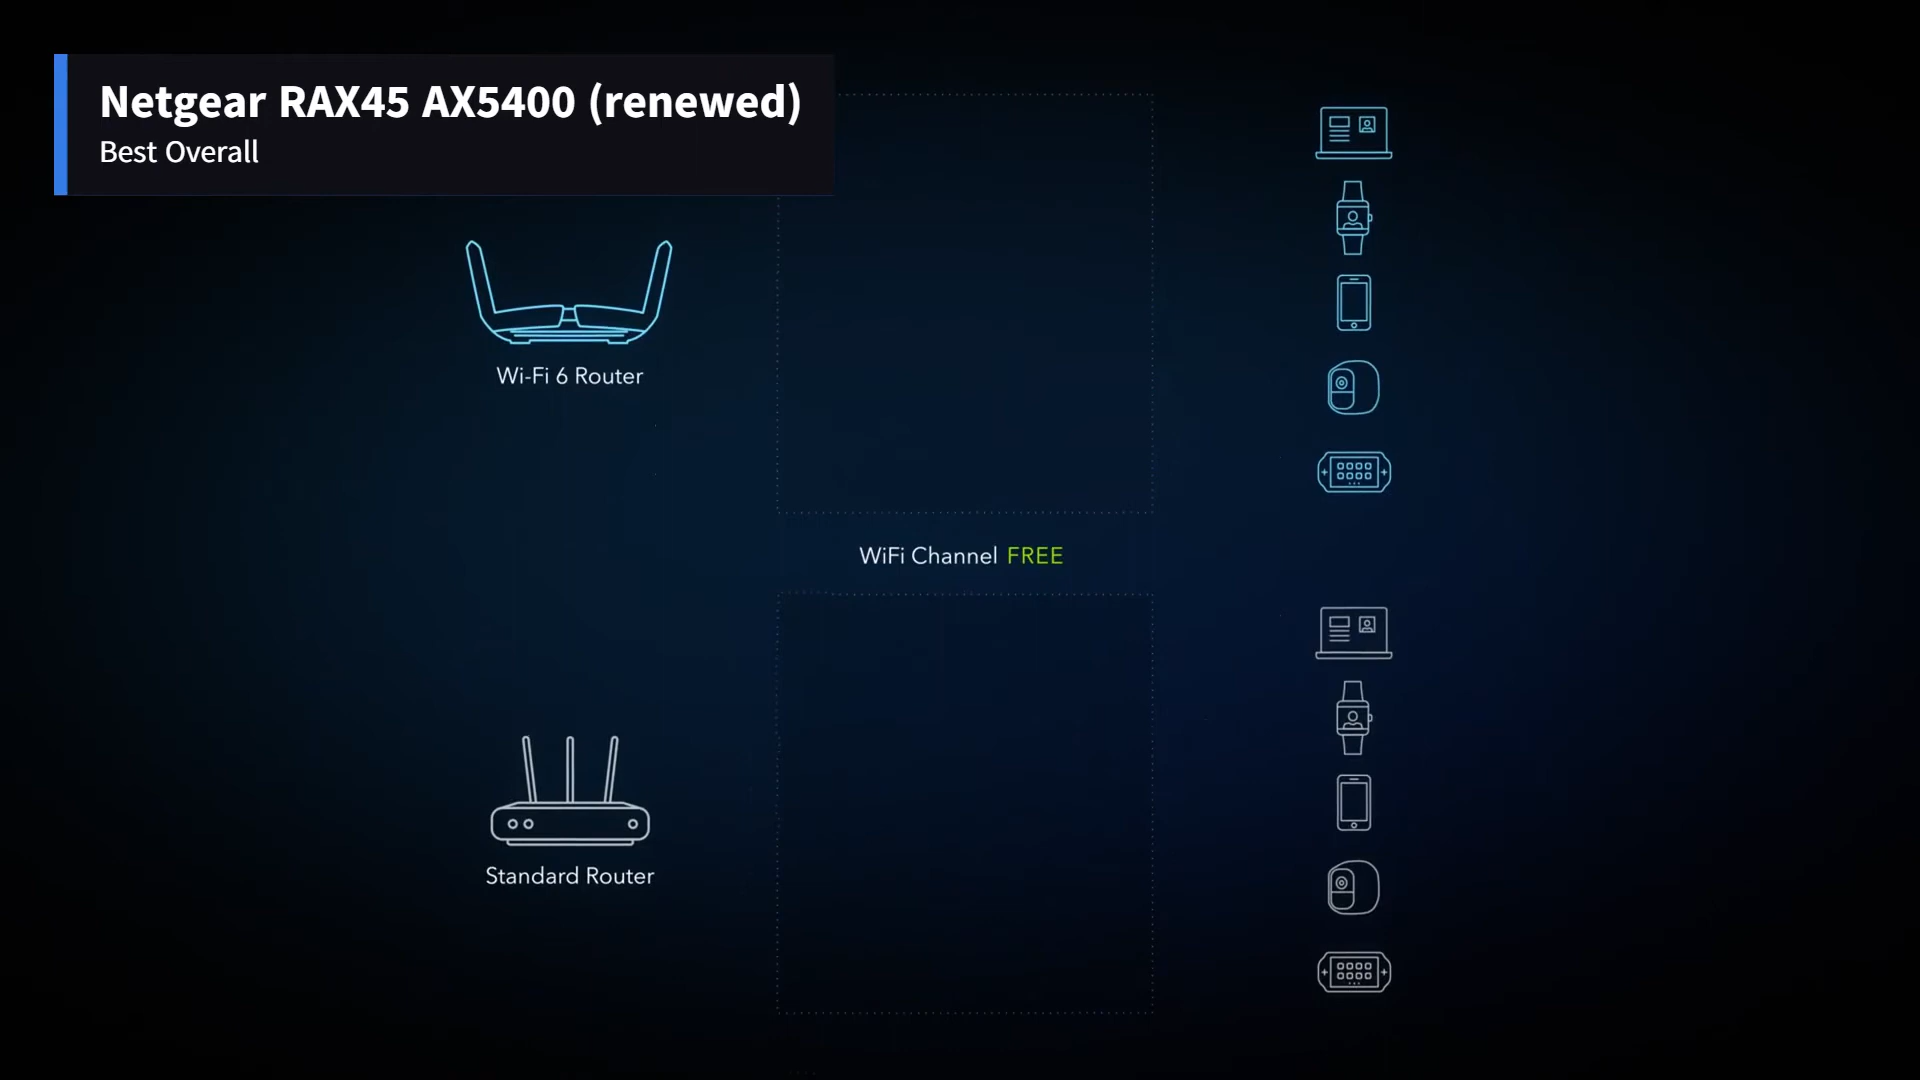 Netgear RAX45 AX5400 (renewed)
Best Overall
Wi-Fi 6 Router
WiFi Channel FREE
Standard Router